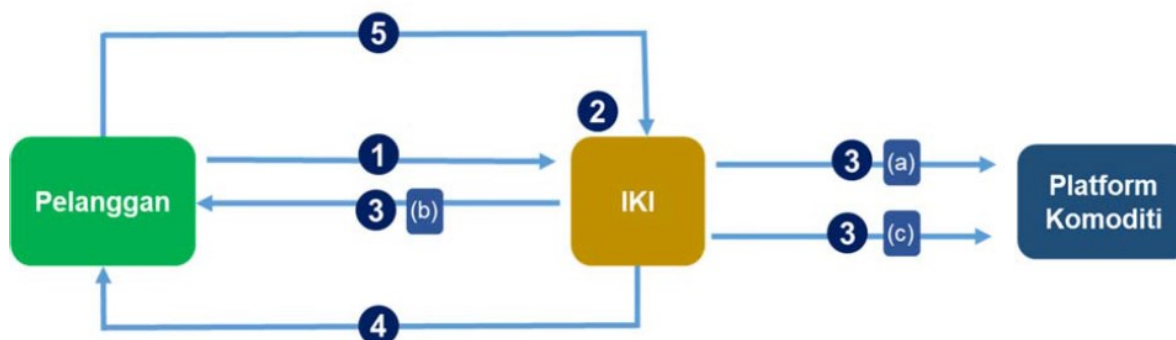 5
2
1
3 (a)
Pelanggan
3 (b)
IKI
Platform
Komoditi
3 (c)
4